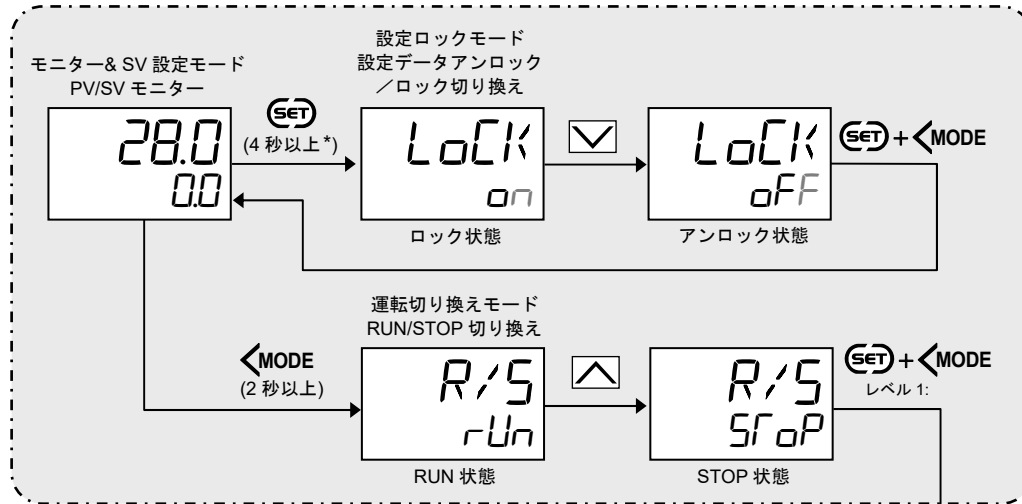 モニター& SV 設定モード
PV/SV モニター
28.0
0.0
SET
(4 秒以上*)
設定ロックモード
設定データアンロック
／ロック切り換え
LoCK
on
ロック状態
LoCK
oFF
アンロック状態
SET + MODE
MODE
(2 秒以上)
運転切り換えモード
RUN/STOP 切り換え
R/S
rUn
RUN 状態
R/S
SToP
STOP 状態
SET + MODE
レベル 1: